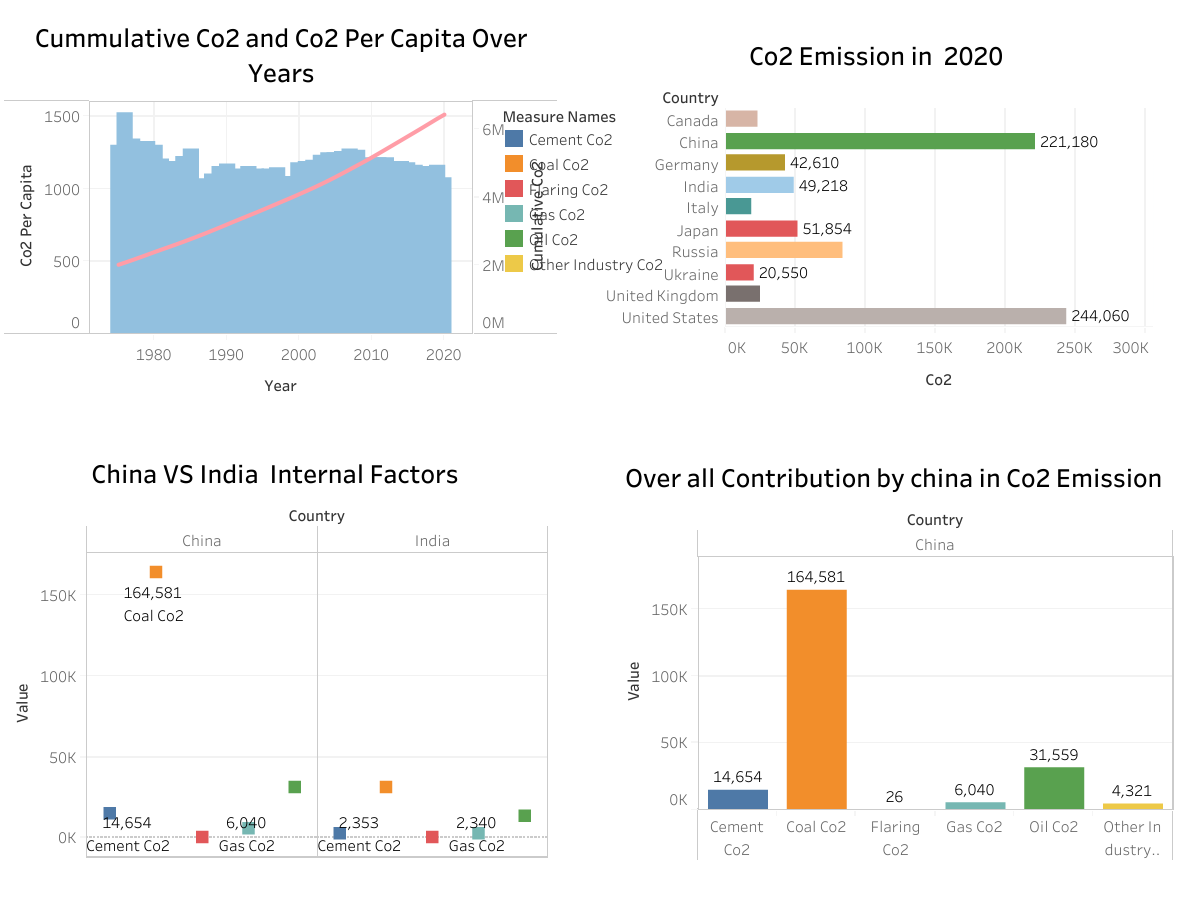 Cummulative Co2 and Co2 Per Capita Over
Years
1500
1000
500
0
Co2 Per Capita
6M
4M
2M
0M
Cumulative Co2
1980 1990 2000 2010 2020
Year
Measure Names
Cement Co2
Coal Co2
Flaring Co2
Gas Co2
Oil Co2
Other Industry Co2
Co2 Emission in 2020
Country
Canada
China 221,180
Germany 42,610
India 49,218
Italy
Japan 51,854
Russia
Ukraine 20,550
United Kingdom
United States 244,060
0K 50K 100K 150K 200K 250K 300K
Co2
China VS India Internal Factors
Country
China India
150K
100K
50K
0K
Value
164,581
Coal Co2
14,654 6,040 2,353 2,340
Cement Co2 Gas Co2 Cement Co2 Gas Co2
Over all Contribution by china in Co2 Emission
Country
China
150K
100K
50K
0K
Value
14,654 164,581 26 6,040 31,559 4,321
Cement Coal Co2 Flaring Gas Co2 Oil Co2 Other In
Co2 Co2 dustry..